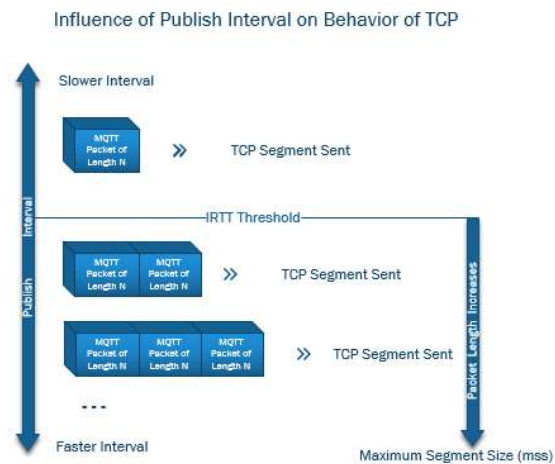 Influence of Publish Interval on Behavior of TCP
Slower Interval
MQTT
Packet of
Length N
TCP Segment Sent
Publish Interval
IRTT Threshold
MQTT
Packet of
Length N
MQTT
Packet of
Length N
TCP Segment Sent
MQTT
Packet of
Length N
MQTT
Packet of
Length N
MQTT
Packet of
Length N
TCP Segment Sent
Packet Length Increases
- - -
Faster Interval
Maximum Segment Size (mss)